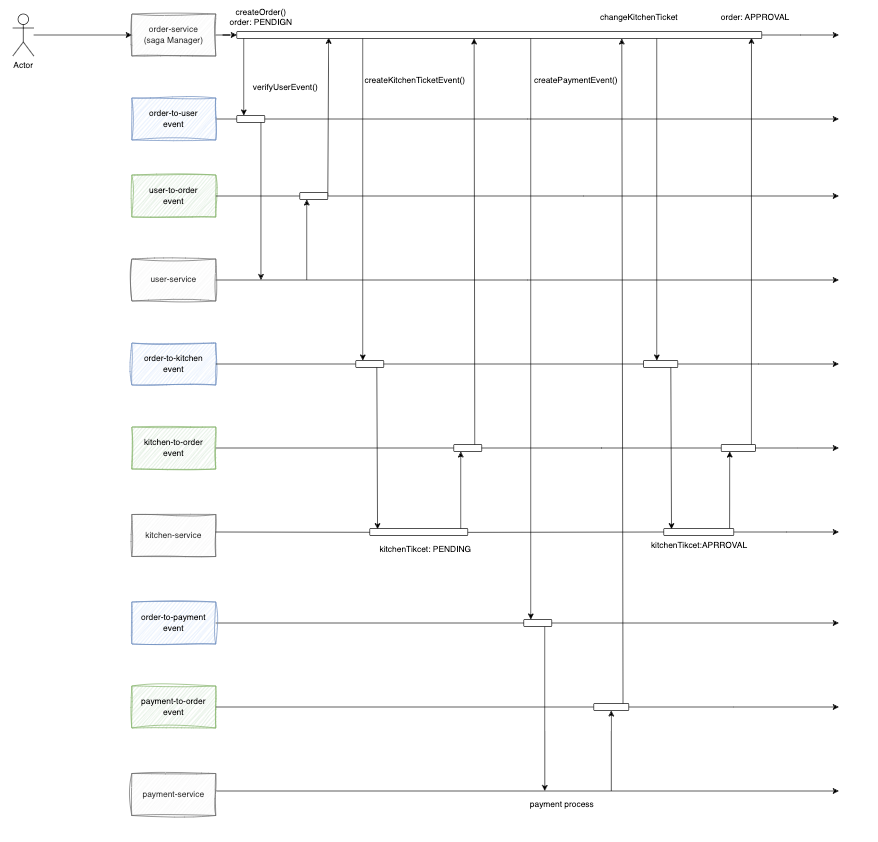 createOrder()
order: PENDIGN
changeKitchenTicket
order: APPROVAL
order-service
(saga Manager)
Actor
verifyUserEvent()
createKitchenTicketEvent()
createPaymentEvent()
order-to-user
event
user-to-order
event
user-service
order-to-kitchen
event
kitchen-to-order
event
kitchen-service
kitchenTikcet: PENDING
kitchenTikcet:APRROVAL
order-to-payment
event
payment-to-order
event
payment-service
payment process